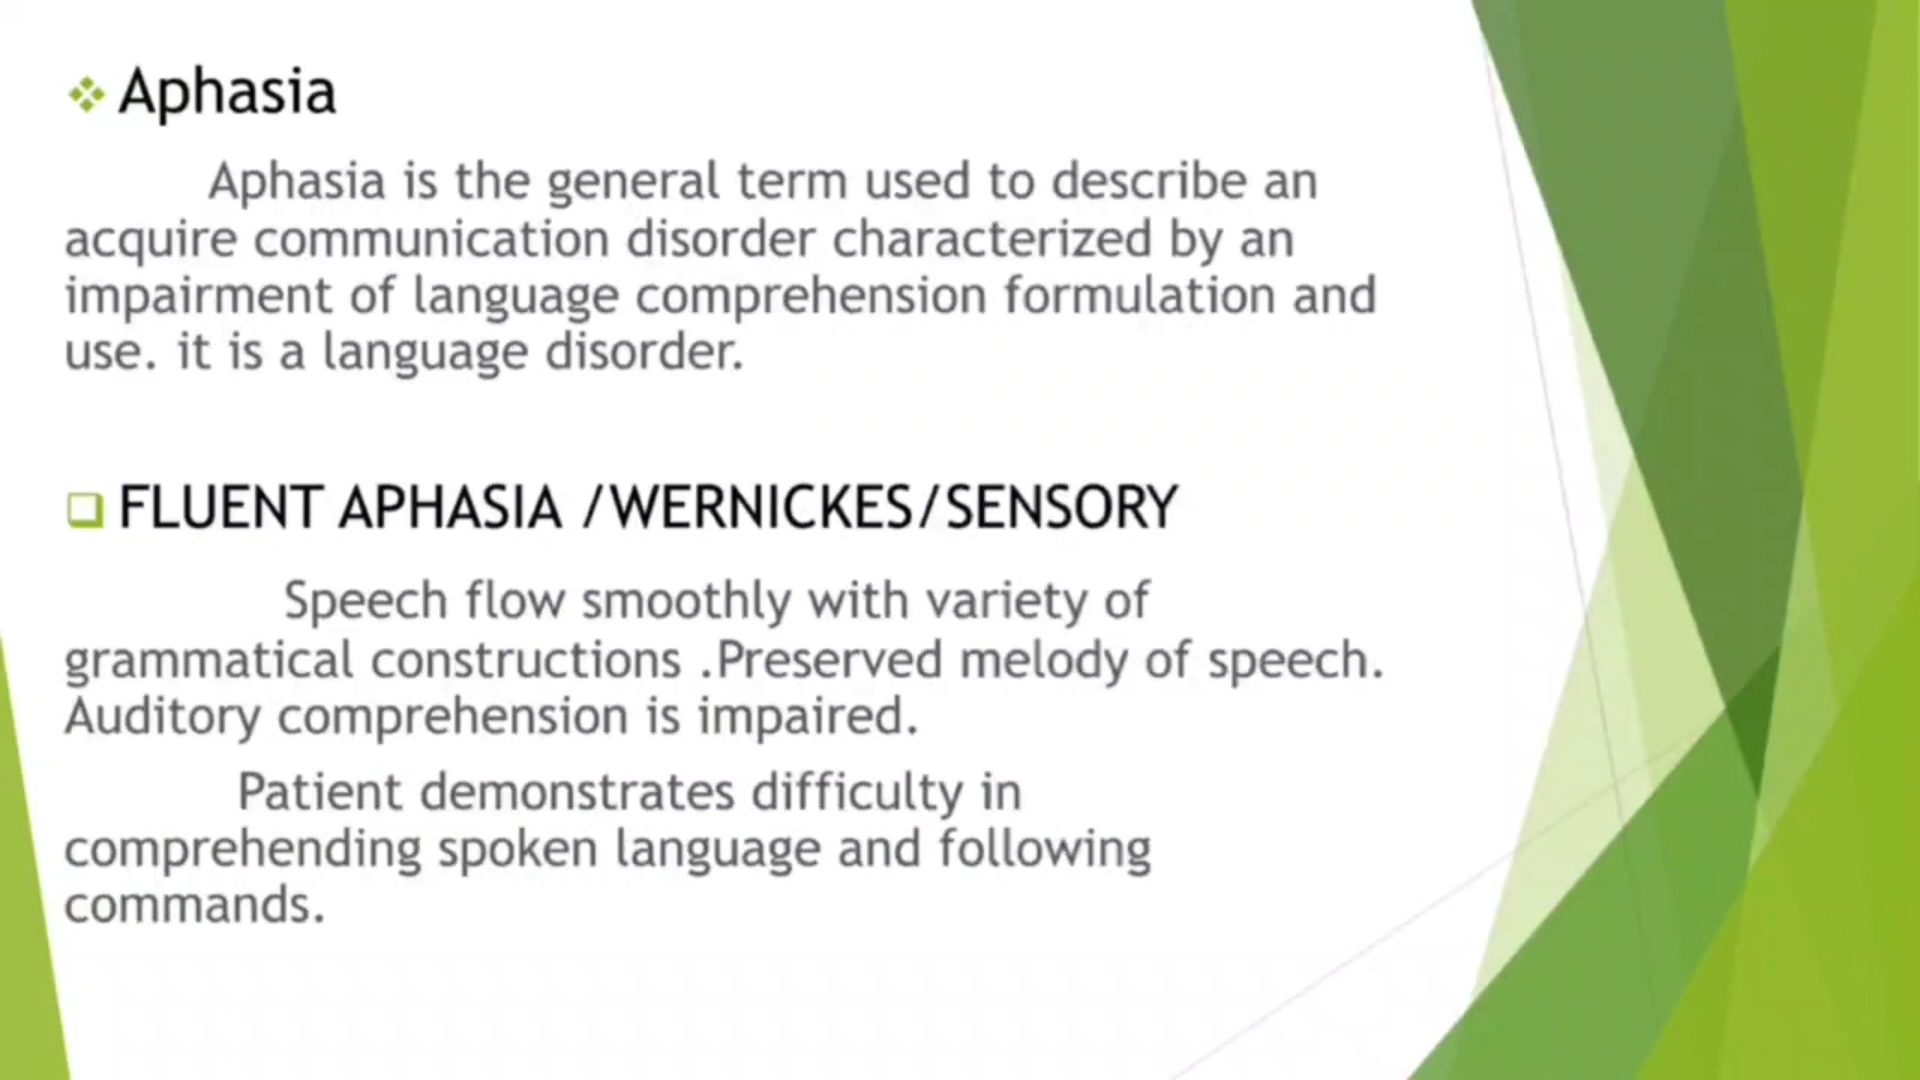 Aphasia
Aphasia is the general term used to describe an
acquire communication disorder characterized by an
impairment of language comprehension formulation and
use. it is a language disorder.
FLUENT APHASIA /WERNICKES/SENSORY
Speech flow smoothly with variety of
grammatical constructions .Preserved melody of speech.
Auditory comprehension is impaired.
Patient demonstrates difficulty in
comprehending spoken language and following
commands.